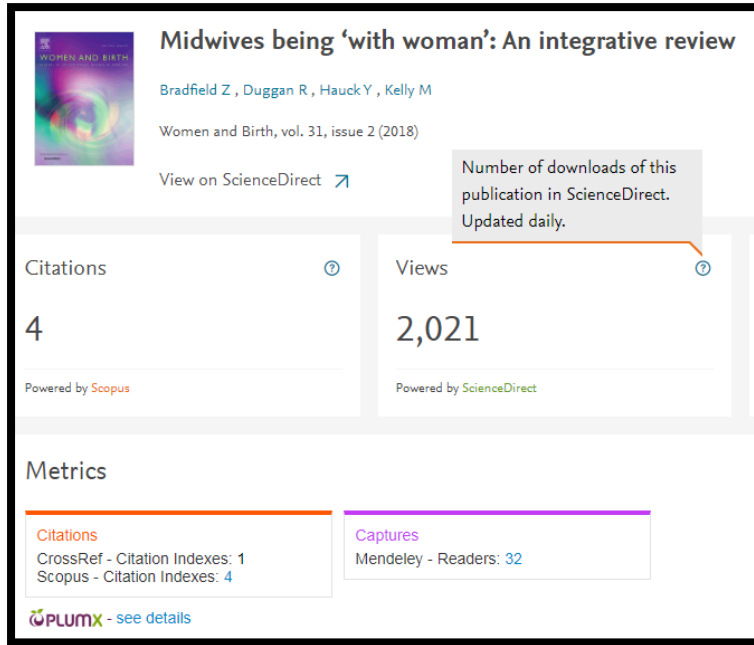 WOMEN AND BIRTH
Midwives being ‘with woman’: An integrative review
Bradfield Z , Duggan R , Hauck Y , Kelly M
Women and Birth, vol. 31, issue 2 (2018)
View on ScienceDirect
Number of downloads of this
publication in ScienceDirect.
Updated daily.
Citations
4
Powered by Scopus
Views
2,021
Powered by ScienceDirect
Metrics
Citations
CrossRef - Citation Indexes: 1
Scopus - Citation Indexes: 4
Captures
Mendeley - Readers: 32
PLUMX - see details